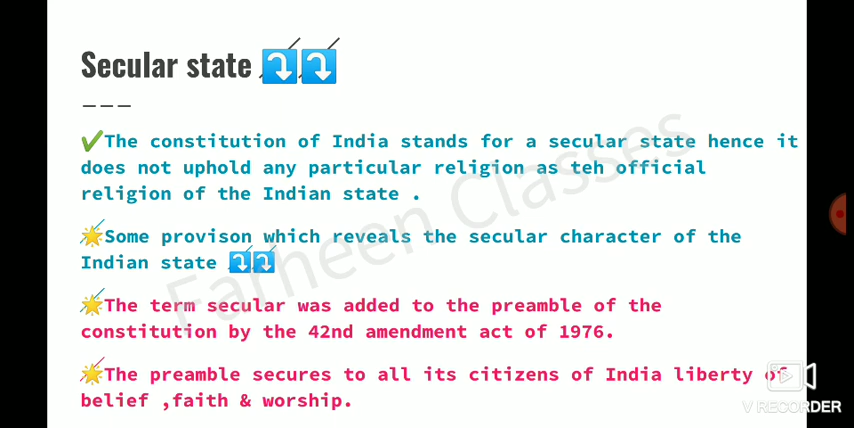 Secular state
The constitution of India stands for a secular state hence it
does not uphold any particular religion as teh official
religion of the Indian state .
Some provison which reveals the secular character of the
Indian state
The term secular was added to the preamble of the
constitution by the 42nd amendment act of 1976.
The preamble secures to all its citizens of India liberty of
belief ,faith & worship.
Farheen Classes
V RECORDER